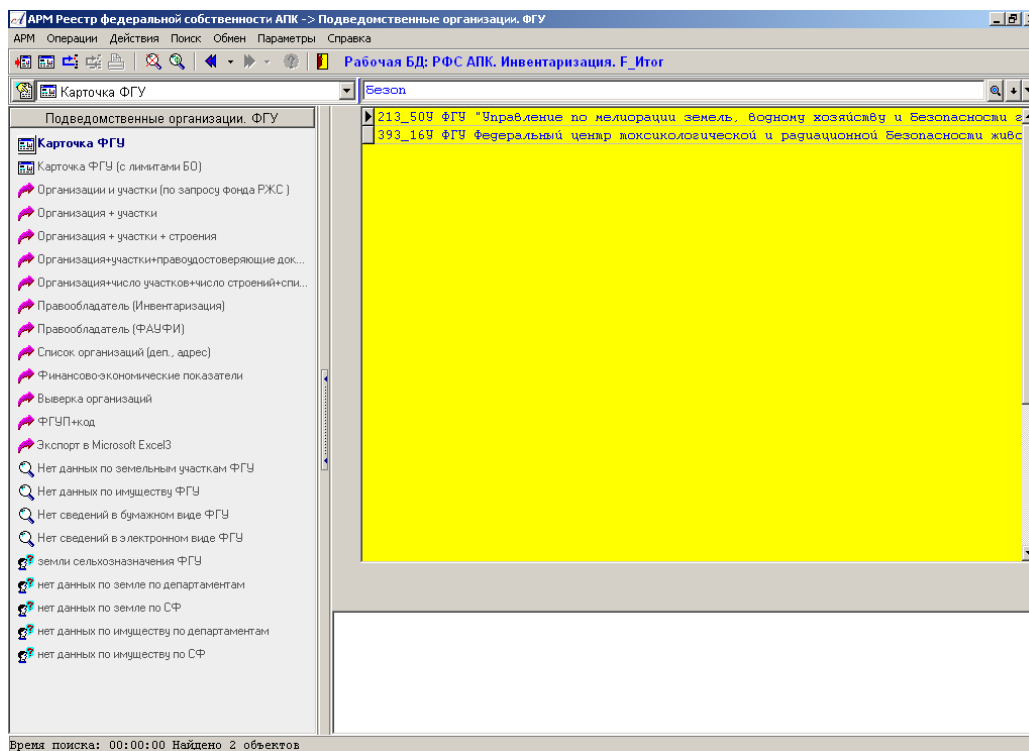 АРМ Реестр федеральной собственности АПК -> Подведомственные организации. ФГУ
АРМ Операции Действия Поиск Обмен Параметры Справка
Рабочая БД: РФС АПК. Инвентаризация. F_Итог
Карточка ФГУ
безоп
Подведомственные организации. ФГУ
Карточка ФГУ
Карточка ФГУ (с лимитами БО)
Организации и участки (по запросу фонда РЖС )
Организация + участки
Организация + участки + строения
Организация+участки+правоудостоверяющие док...
Организация+число участков+число строений+спи...
Правообладатель (Инвентаризация)
Правообладатель (ФАУФИ)
Список организаций (деп., адрес)
Финансово-экономические показатели
Выверка организаций
ФГУП+код
Экспорт в Microsoft Excel3
Нет данных по земельным участкам ФГУ
Нет данных по имуществу ФГУ
Нет сведений в бумажном виде ФГУ
Нет сведений в электронном виде ФГУ
земли сельхозназначения ФГУ
нет данных по земле по департаментам
нет данных по земле по СФ
нет данных по имуществу по департаментам
нет данных по имуществу по СФ
213_50У ФГУ "Управление по мелиорации земель, водному хозяйству и безопасности г
393_16У ФГУ Федеральный центр токсикологической и радиационной безопасности живо
Время поиска: 00:00:00 Найдено 2 объектов